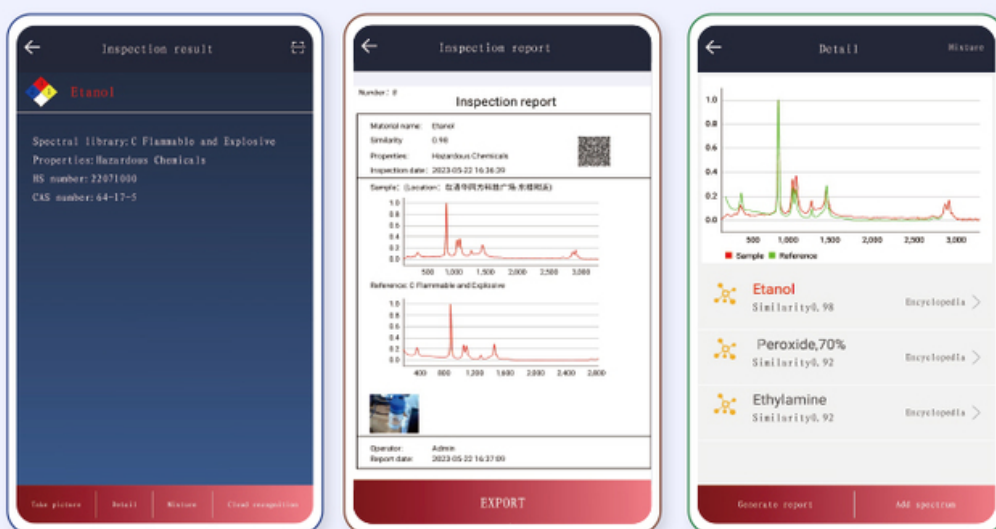 Inspection result
Etanol
Spectral library:C Flammable and Explosive
Properties:Hazardous Chemicals
HS number:22071000
CAS number:64-17-5
Take picture
Detail
Mixture
Cloud recognition
Inspection report
Number: #
Inspection report
Material name: Etanol
Similarity 0.98
Properties: Hazardous Chemicals
Inspection date: 2023-05-22 16:36:39
Sample: (Location:
1.0
0.8
0.6
0.4
0.2
0.0
500 1,000 1,500 2,000 2,500 3,000
Reference: C Flammable and Explosive
1.0
0.8
0.6
0.4
0.2
0.0
400 800 1,200 1,600 2,000 2,400 2,800
Operator: Admin
Report date: 2023-05-22 16:37:09
EXPORT
Detail
Mixture
1.0
0.8
0.6
0.4
0.2
0.0
500 1,000 1,500 2,000 2,500 3,000
Sample Reference
Etanol
Similarity0.98
Encyclopedia
Peroxide,70%
Similarity0.92
Encyclopedia
Ethylamine
Similarity0.92
Encyclopedia
Generate report
Add spectrum